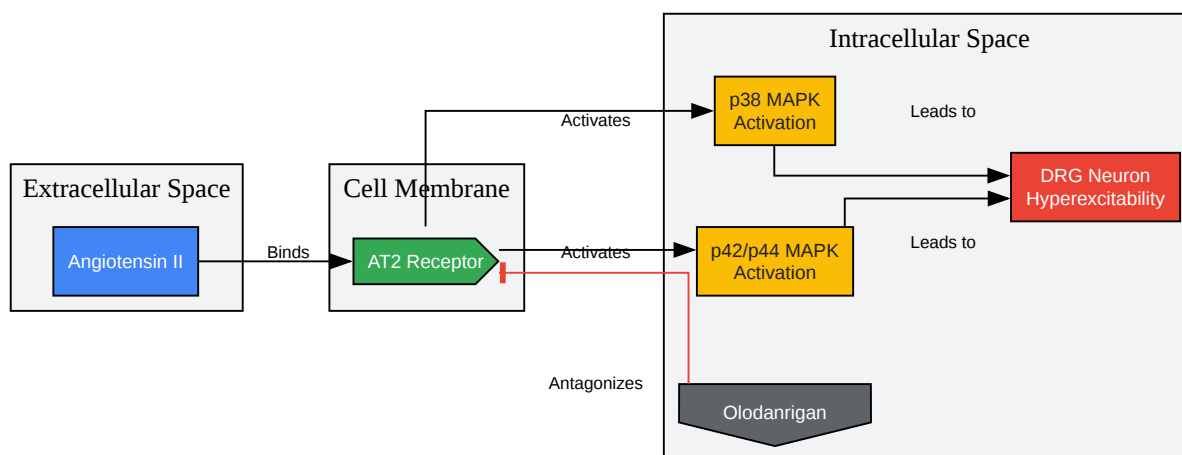 Intracellular Space
p38 MAPK
Activation
Leads to
Activates
Extracellular Space
Cell Membrane
DRG Neuron
Hyperexcitability
Angiotensin II
Binds
AT2 Receptor
Activates
p42/p44 MAPK
Activation
Leads to
Antagonizes
Olodanrigan